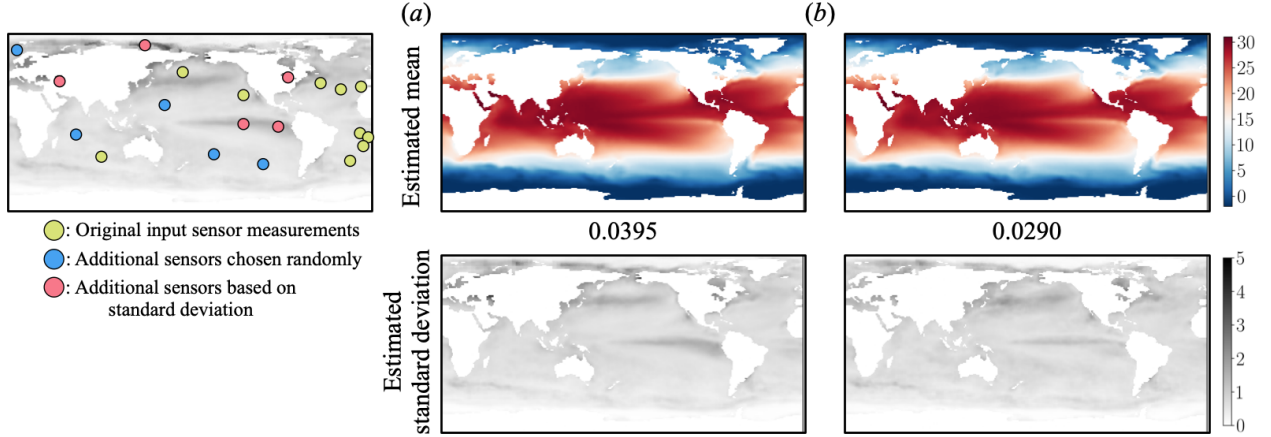 (a)
(b)
Estimated mean
30
25
20
15
10
5
0
: Original input sensor measurements
: Additional sensors chosen randomly
: Additional sensors based on
standard deviation
0.0395
0.0290
Estimated
standard deviation
5
4
3
2
1
0